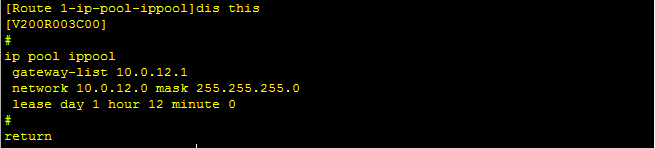 [Route 1-ip-pool-ippool]dis this
[V200R003C00]
#
ip pool ippool
 gateway-list 10.0.12.1
 network 10.0.12.0 mask 255.255.255.0
 lease day 1 hour 12 minute 0
#
return